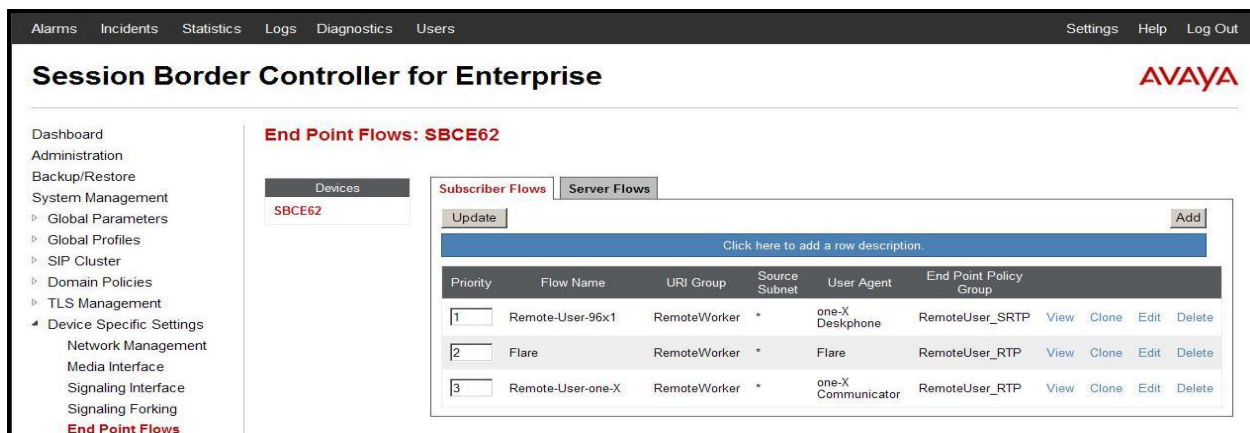 Alarms Incidents Statistics Logs Diagnostics Users Settings Help Log Out
Session Border Controller for Enterprise
AVAYA
Dashboard
Administration
Backup/Restore
System Management
Global Parameters
Global Profiles
SIP Cluster
Domain Policies
TLS Management
Device Specific Settings
Network Management
Media Interface
Signaling Interface
Signaling Forking
End Point Flows
End Point Flows: SBCE62
Devices
SBCE62
Subscriber Flows Server Flows
Update Add
Click here to add a row description.
Priority Flow Name URI Group Source Subnet User Agent End Point Policy Group
1 Remote-User-96x1 RemoteWorker * one-X Deskphone RemoteUser_SRTP View Clone Edit Delete
2 Flare RemoteWorker * Flare RemoteUser_RTP View Clone Edit Delete
3 Remote-User-one-X RemoteWorker * one-X Communicator RemoteUser_RTP View Clone Edit Delete